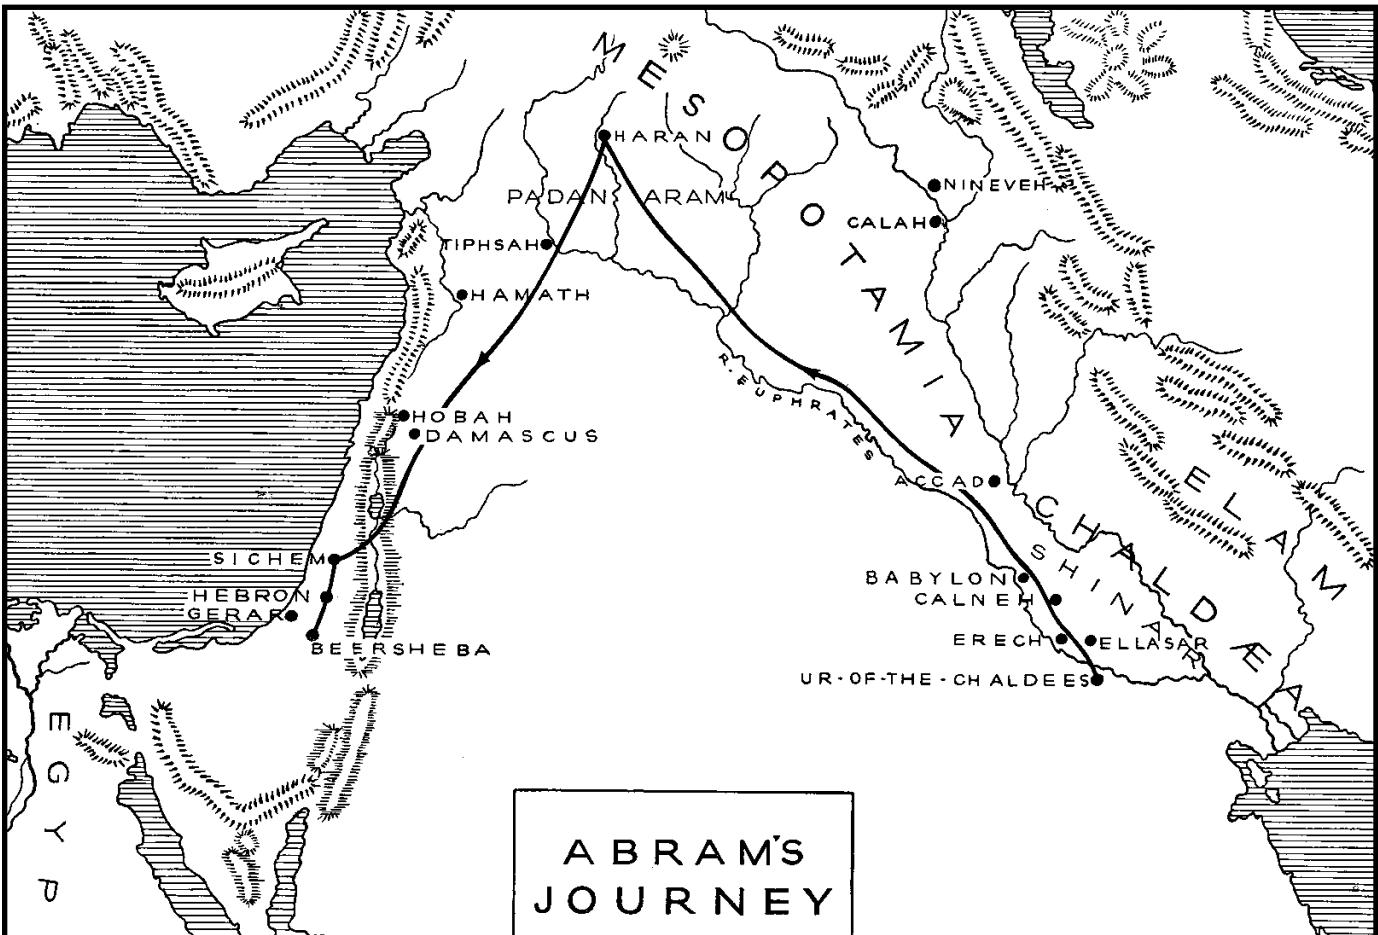 MESOPOTAMIA
HARAN
PADAN ARAM
NINEVEH
CALAH
TIPHSAH
HAMATH
R. EUPHRATES
HOBAH
DAMASCUS
ACCAD
ELAM
CHALDÆA
SHINAR
SICHEM
BABYLON
HEBRON
CALNEH
GERAR
ERECH
ELLASAR
BEERSHEBA
UR-OF-THE-CHALDEES
EGYP
ABRAM'S
JOURNEY